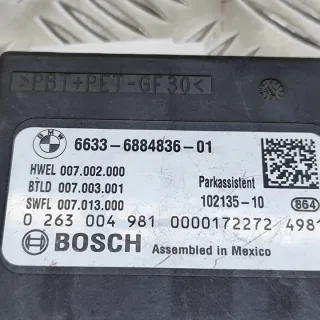 >PBT+PET-GF30<
6633-6884836-01
HWEL 007.002.000
BTLD 007.003.001
SWFL 007.013.000
Parkassistent
102135-10 864
0 263 004 981 0000172272 4981
BOSCH Assembled in Mexico